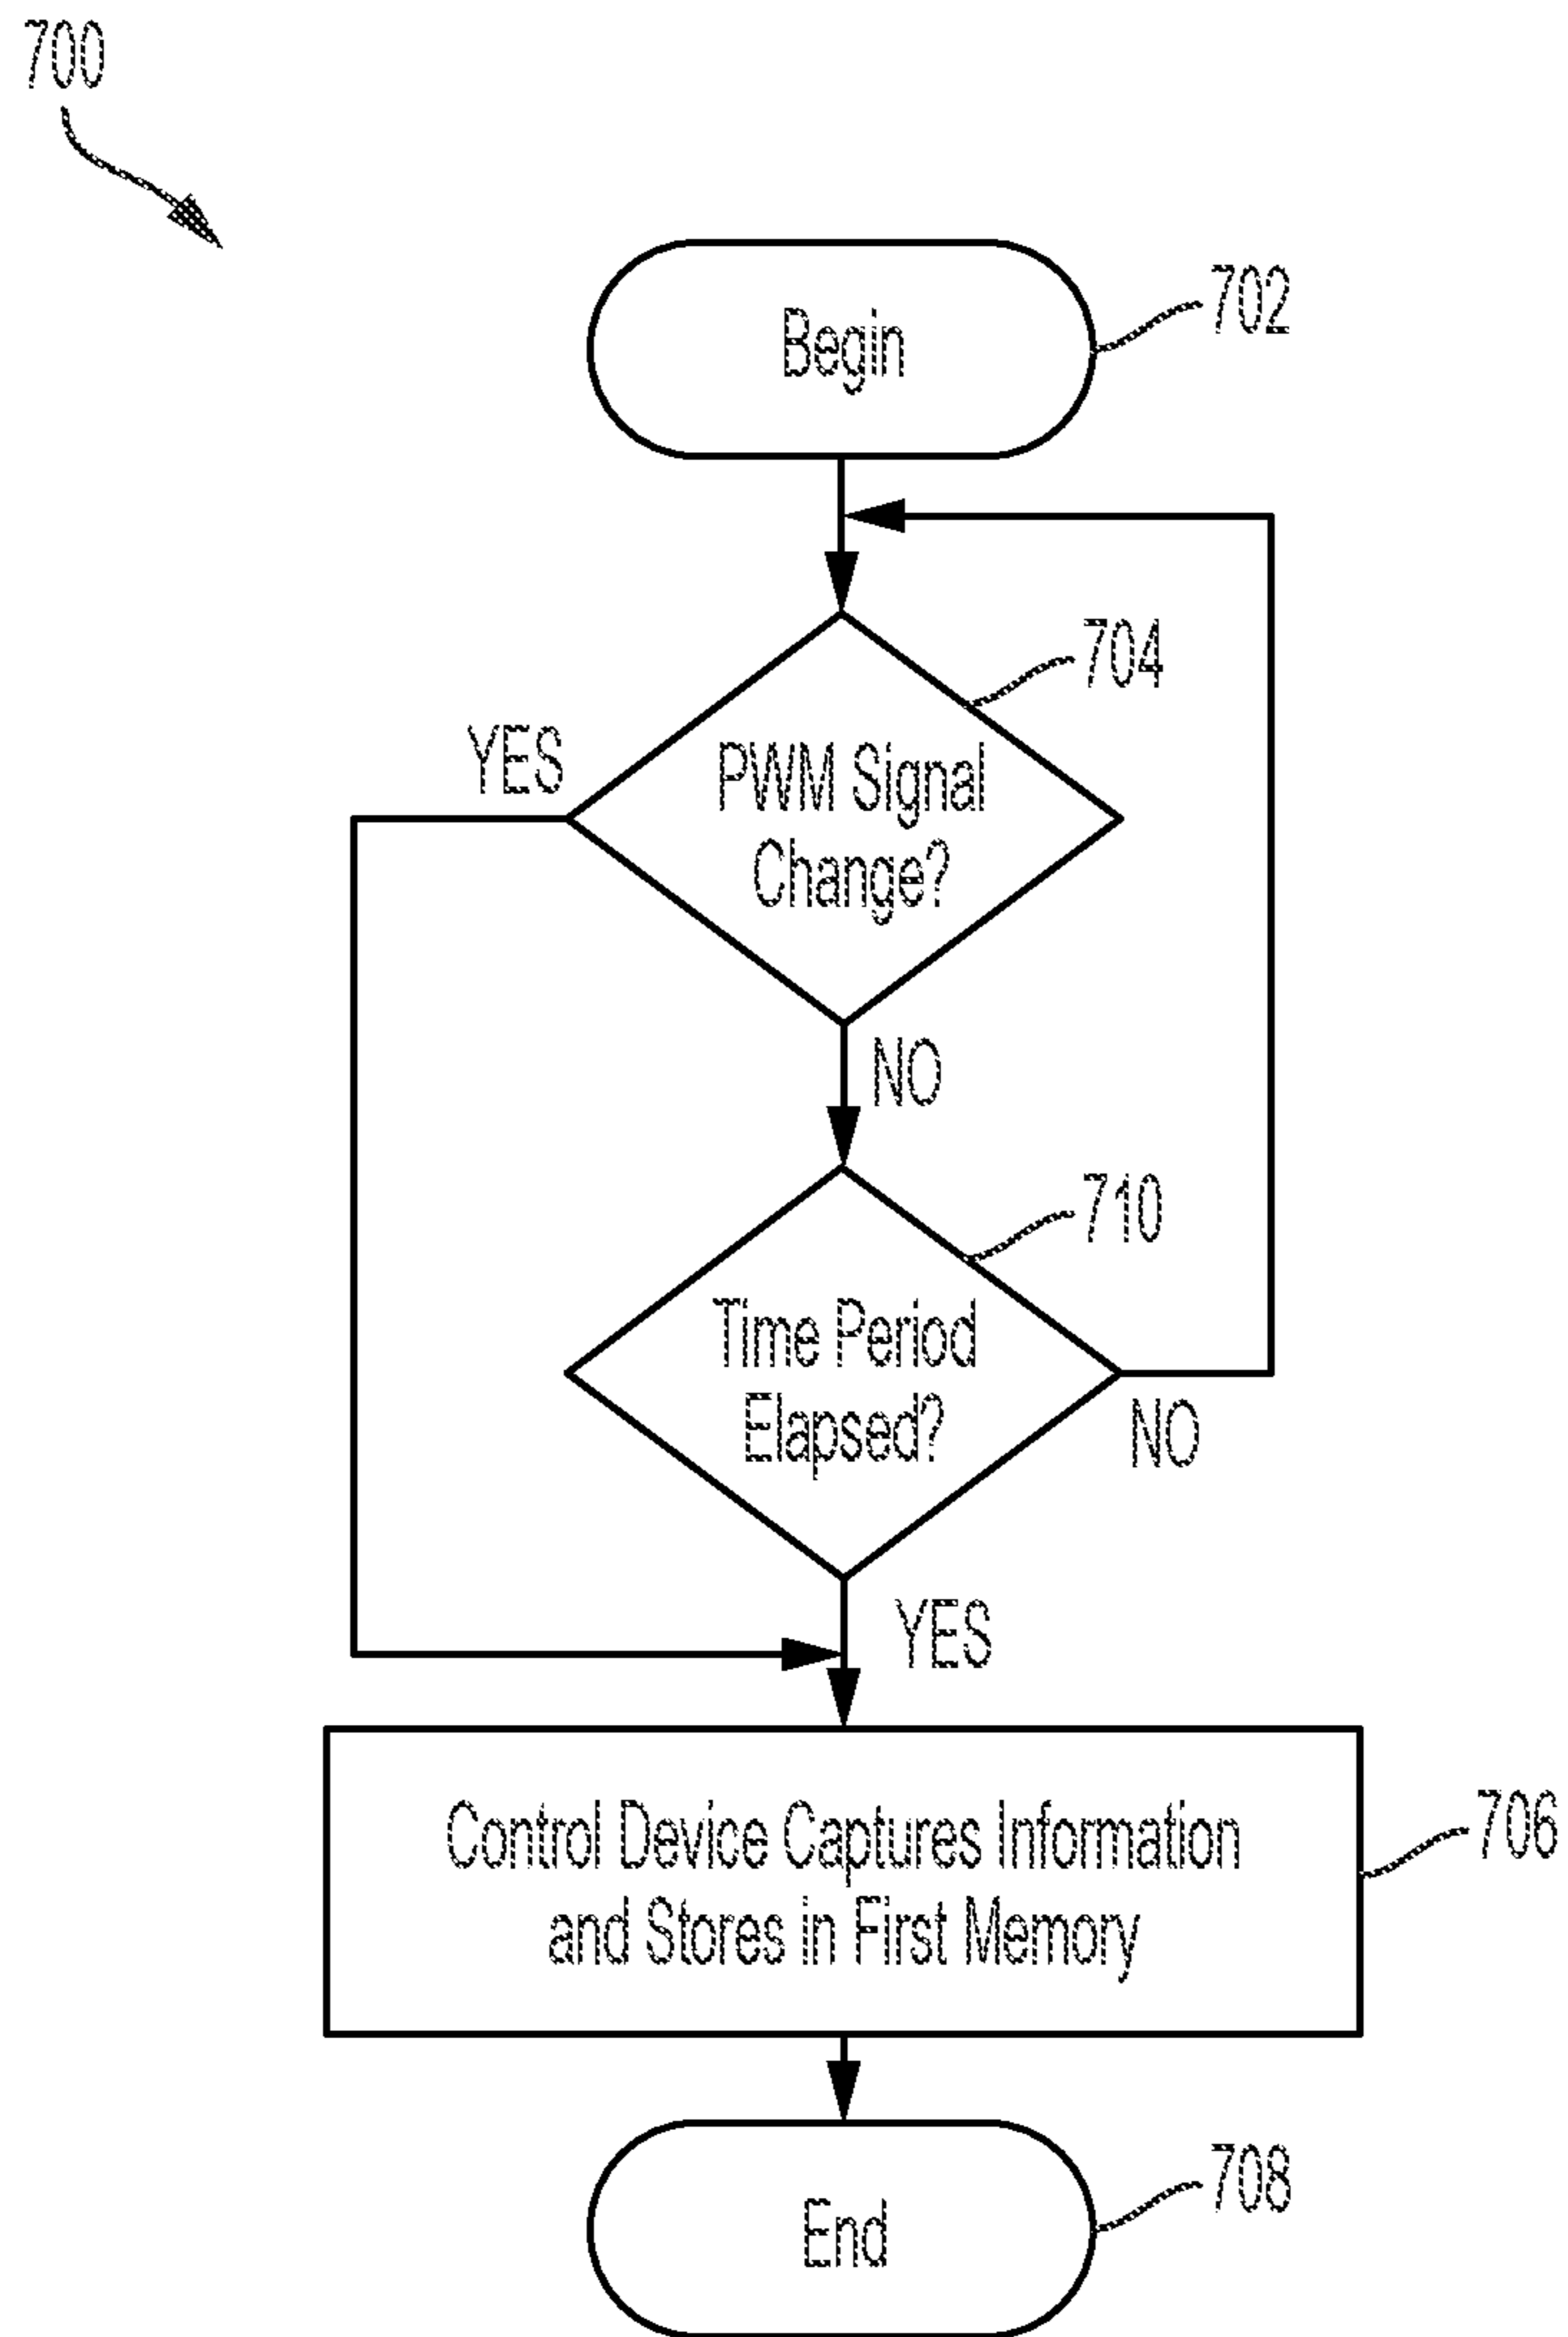 700
Begin
702
704
YES
PWM Signal
Change?
NO
710
Time Period
Elapsed?
NO
YES
Control Device Captures Information
and Stores in First Memory
706
End
708